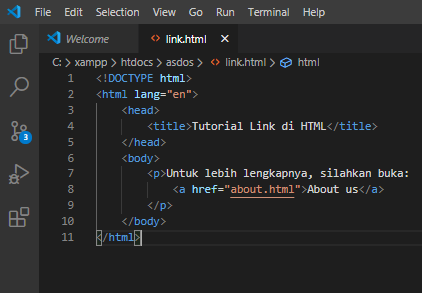 File Edit Selection View Go Run Terminal Help
Welcome link.html
C: > xampp > htdocs > asdos > link.html > html
1 <!DOCTYPE html>
2 <html lang="en">
3 <head>
4 <title>Tutorial Link di HTML</title>
5 </head>
6 <body>
7 <p>Untuk lebih lengkapnya, silahkan buka:
8 <a href="about.html">About us</a>
9 </p>
10 </body>
11 </html>
3